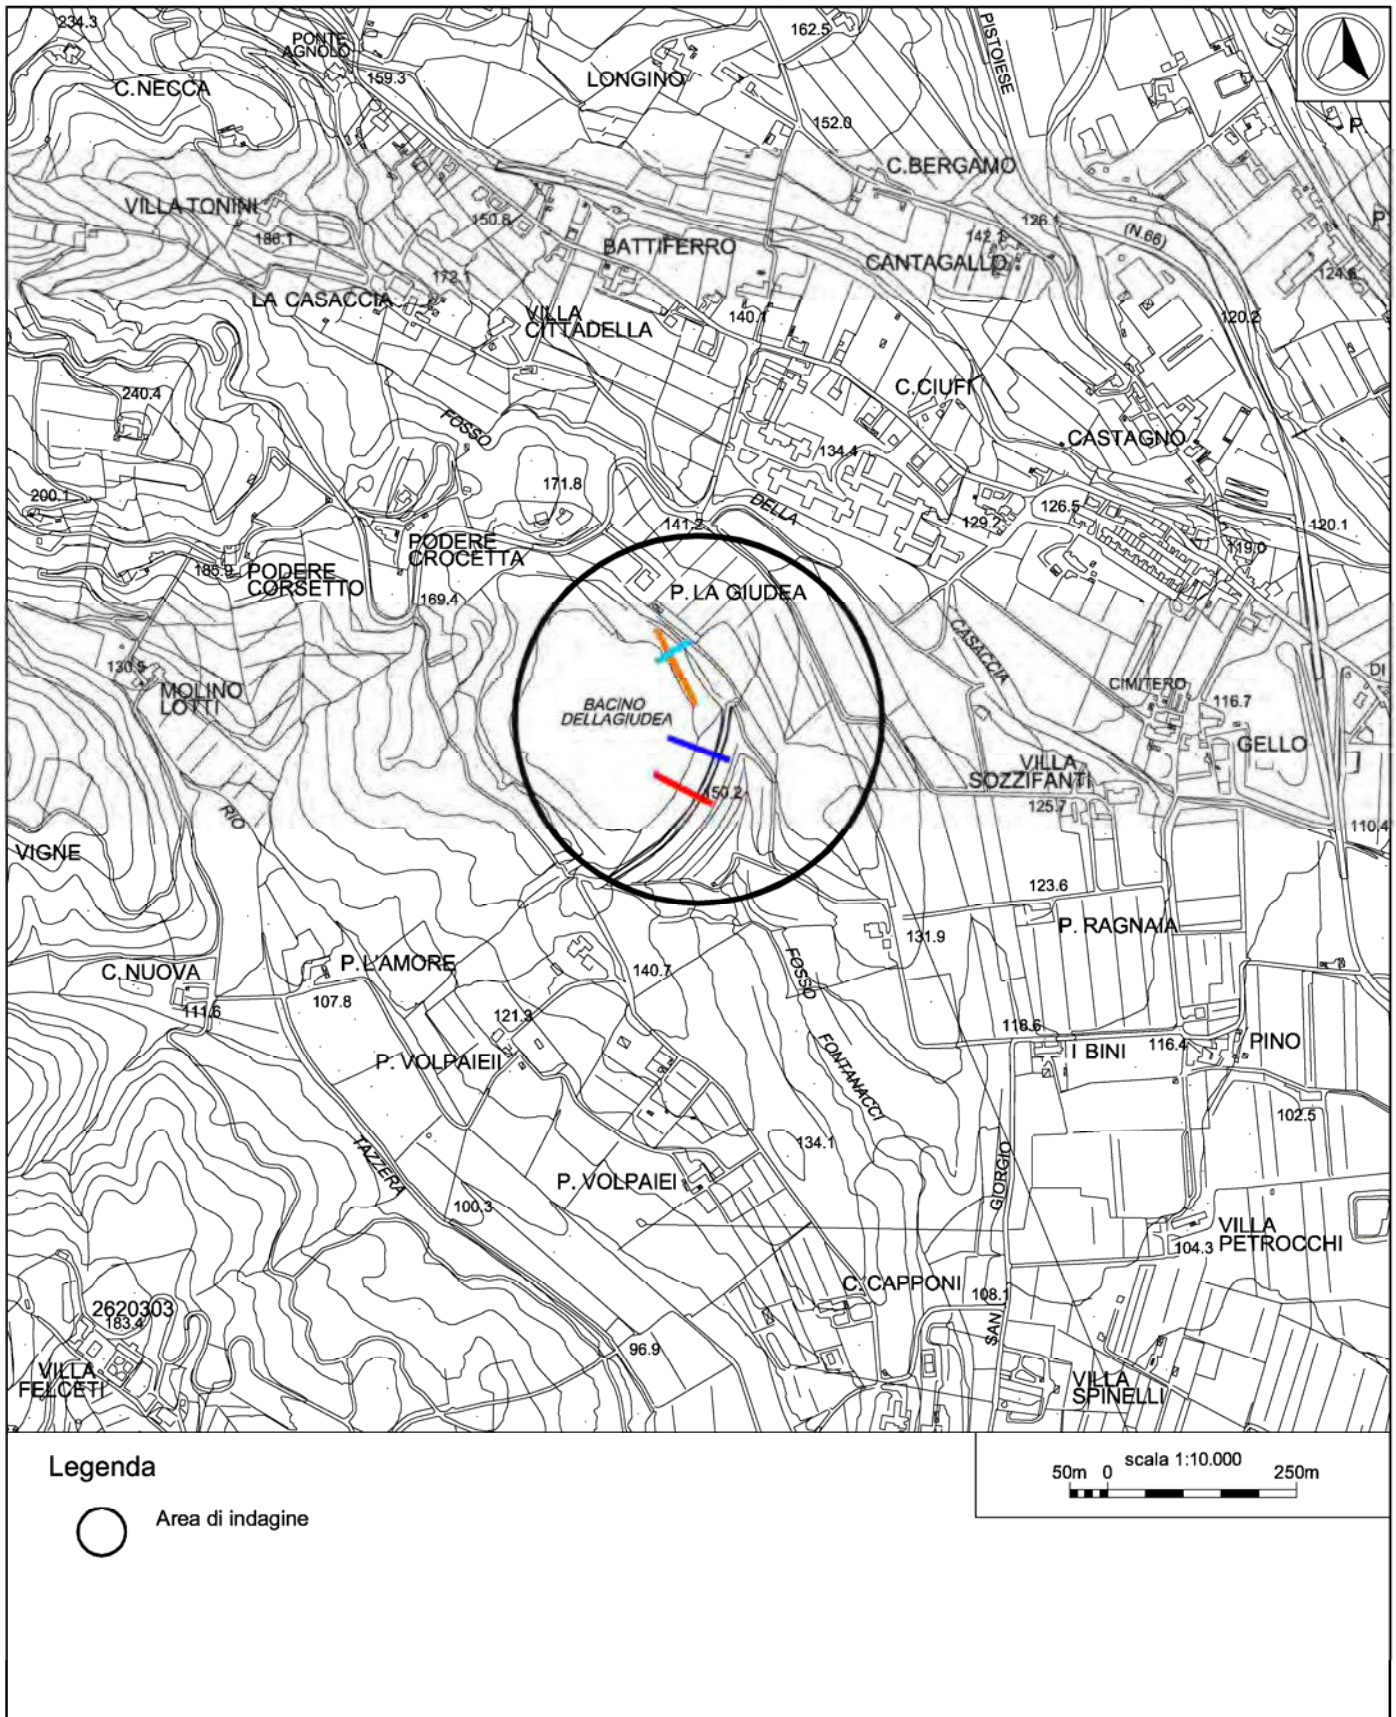 234.3
PONTE
AGNOLO
162.5
PISTOIESE
C.NECCA
159.3
LONGINO
152.0
P.
C.BERGAMO
VILLA TONINI
186.1
150.8
126.1
142.1
(N.66)
P
BATTIFERRO
CANTAGALLO
124.6
172.1
LA CASACCIA
VILLA
CITTADELLA
140.1
120.2
240.4
C.CIUFI
FOSSO
134.4
CASTAGNO
200.1
171.8
DELLA
126.5
141.2
129.7
120.1
PODERE
CROCETTA
119.0
185.9
PODERE
CORSETTO
169.4
P. LA GIUDEA
CASACCIA
130.5
MOLINO
LOTTI
CIMITERO
DI
116.7
BACINO
DELLAGIUDEA
GELLO
VILLA
SOZZIFANTI
150.2
125.7
RIO
110.4
VIGNE
123.6
P. RAGNAIA
131.9
C.NUOVA
P.L'AMORE
140.7
FOSSO
107.8
111.6
121.3
118.6
116.4
PINO
I BINI
P. VOLPAIEII
FONTANACCI
102.5
134.1
TAZZERA
GIORGIO
P. VOLPAIEI
100.3
VILLA
PETROCCHI
104.3
C. CAPPONI
108.1
2620303
183.4
SAN
96.9
VILLA
FELCETI
VILLA
SPINELLI
Legenda
Area di indagine
scala 1:10.000
50m 0 250m